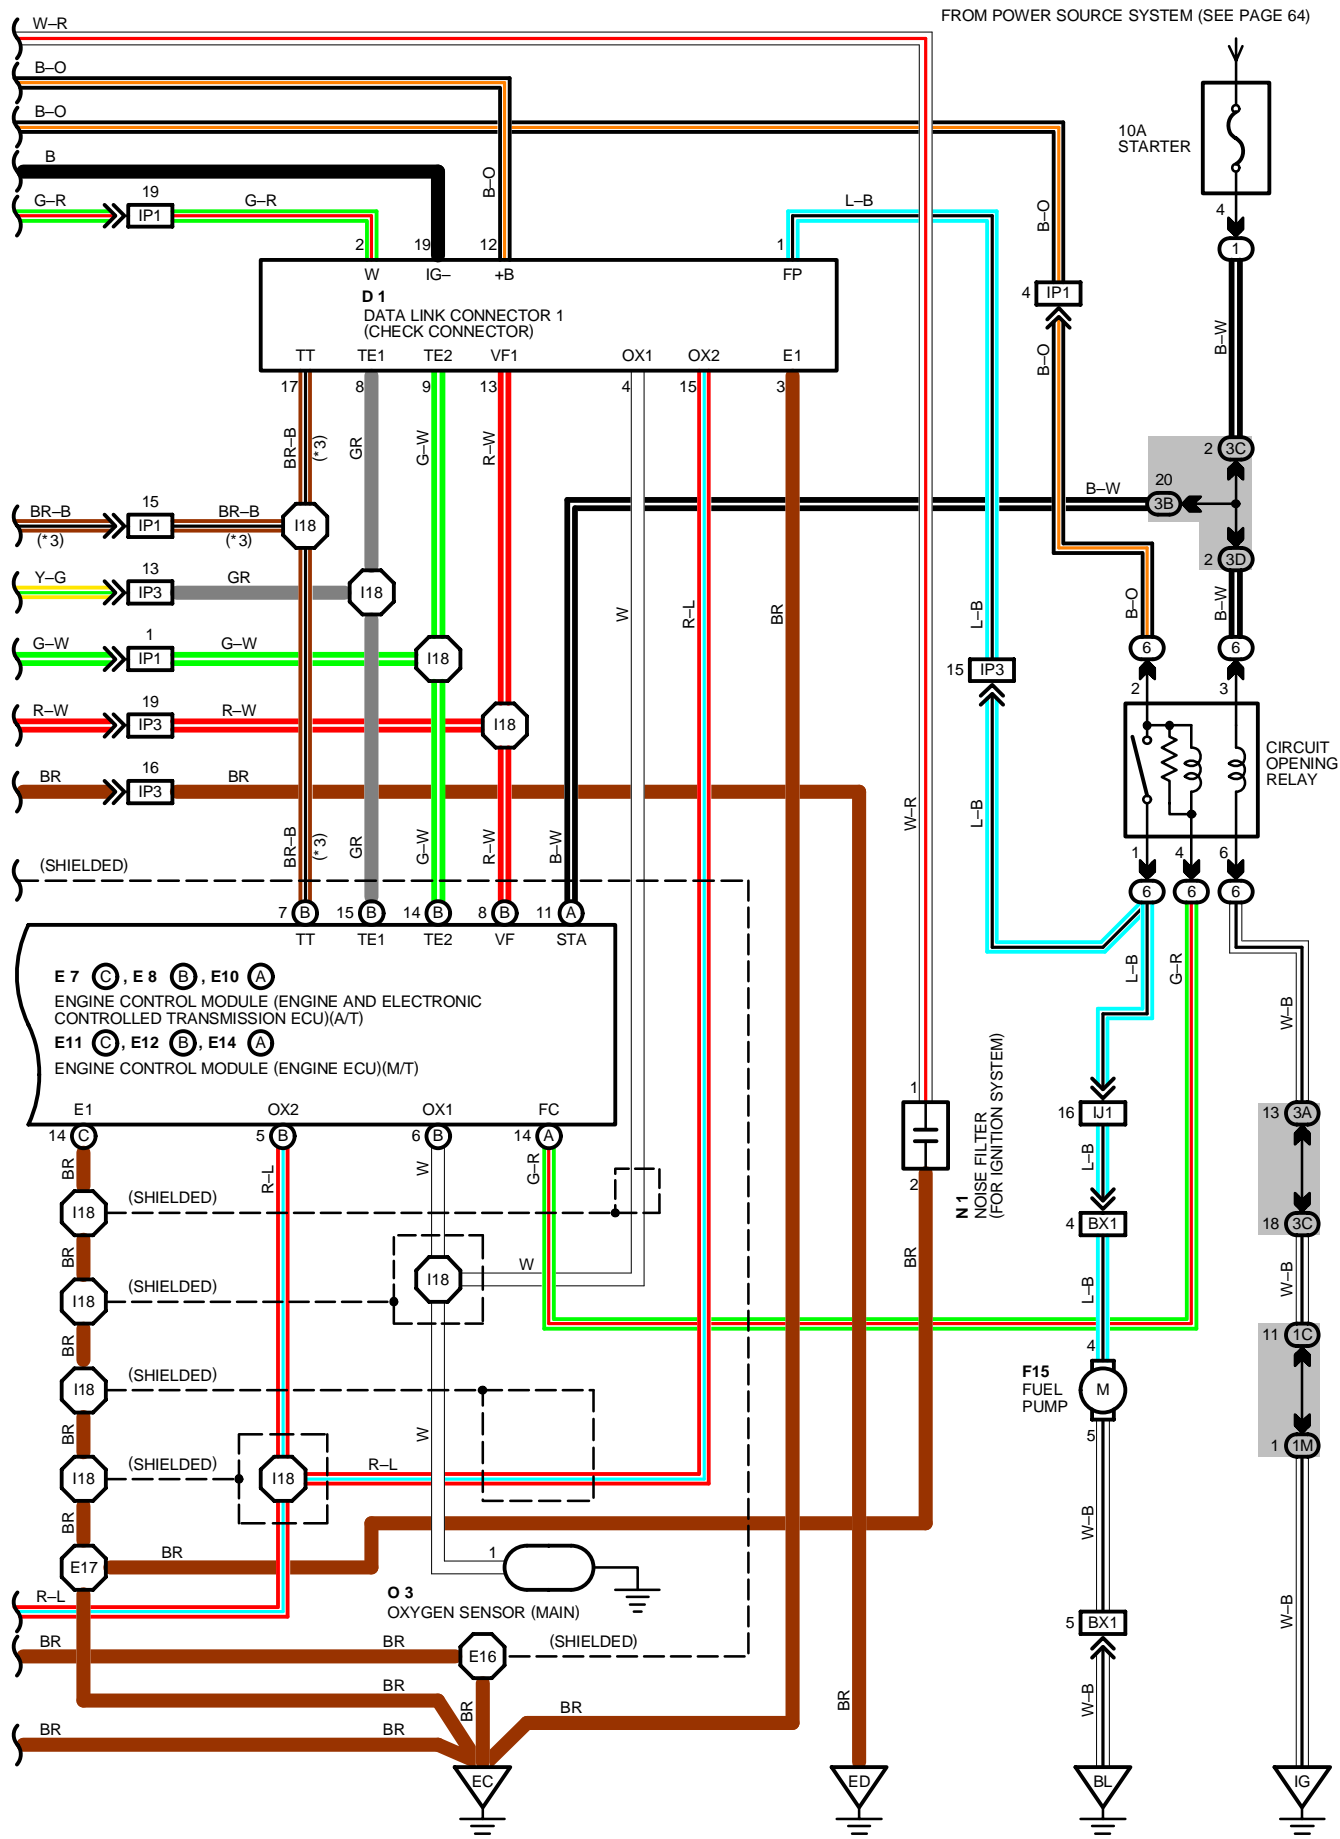 FROM POWER SOURCE SYSTEM (SEE PAGE 64)
W–R
B–O
B–O
10A
STARTER
B
19
G–R
IP1
G–R
B–O
L–B
B–O
4
1
2
19
12
1
W
IG–
+B
FP
D 1
DATA LINK CONNECTOR 1
(CHECK CONNECTOR)
4
IP1
TT
TE1
TE2
VF1
OX1
OX2
E1
B–O
B–W
17
8
9
13
4
15
3
BR–B
(*3)
GR
G–W
R–W
2
3C
20
B–W
3B
15
BR–B
IP1
BR–B
(*3)
(*3)
I18
2
3D
13
Y–G
IP3
GR
I18
W
R–L
BR
L–B
B–O
B–W
1
G–W
IP1
G–W
I18
6
6
15
IP3
2
3
19
R–W
IP3
R–W
I18
CIRCUIT
OPENING
RELAY
16
BR
IP3
BR
W–R
L–B
BR–B
(*3)
GR
G–W
R–W
B–W
1
4
6
(SHIELDED)
6
6
6
7
B
15
B
14
B
8
B
11
A
TT
TE1
TE2
VF
STA
E 7
C
, E 8
B
, E10
A
ENGINE CONTROL MODULE (ENGINE AND ELECTRONIC
CONTROLLED TRANSMISSION ECU)(A/T)
E11
C
, E12
B
, E14
A
ENGINE CONTROL MODULE (ENGINE ECU)(M/T)
L–B
G–R
W–B
E1
OX2
OX1
FC
14
C
5
B
6
B
14
A
1
N 1
NOISE FILTER
(FOR IGNITION SYSTEM)
2
16
IJ1
13
3A
BR
R–L
W
G–R
L–B
(SHIELDED)
I18
4
BX1
18
3C
BR
W
I18
BR
L–B
W–B
(SHIELDED)
I18
BR
4
11
1C
(SHIELDED)
I18
F15
FUEL
PUMP
M
BR
W
5
1
1M
(SHIELDED)
I18
I18
R–L
BR
W–B
E17
BR
1
R–L
O 3
OXYGEN SENSOR (MAIN)
5
BX1
W–B
BR
BR
E16
(SHIELDED)
BR
BR
BR
BR
W–B
BR
BR
EC
ED
BL
IG